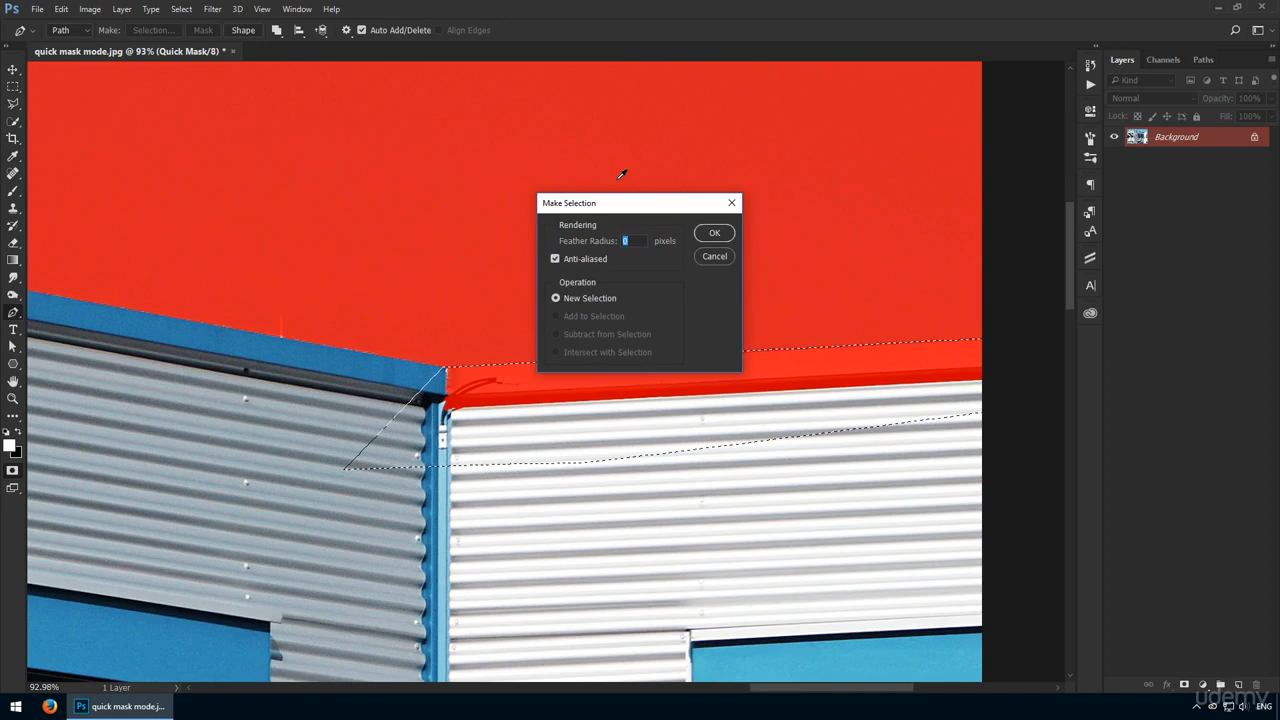 Ps File Edit Image Layer Type Select Filter 3D View Window Help
Path Make: Selection... Mask Shape Auto Add/Delete Align Edges
quick mask mode.jpg @ 93% (Quick Mask/8) * ×
Layers Channels Paths
Kind
Normal Opacity: 100%
Lock: Fill: 100%
Background
Make Selection
Rendering
Feather Radius: 0 pixels
OK
Anti-aliased
Cancel
Operation
New Selection
Add to Selection
Subtract from Selection
Intersect with Selection
92.98% 1 Layer
Ps quick mask mode.j...
ENG
udemy